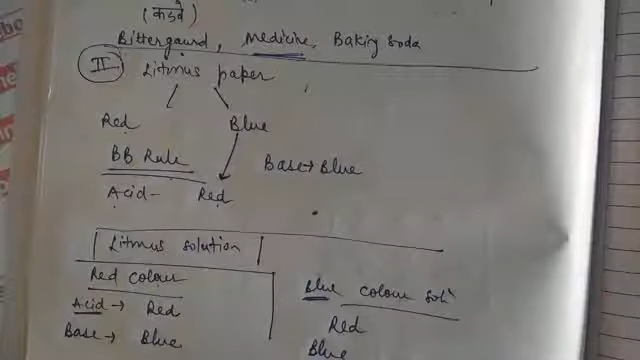 (कड़वे)
Bittergaurd, Medicine, Baking Soda
II Litmus paper
Red Blue
BB Rule Base→Blue
Acid- Red
Litmus solution
Red Colour
Acid → Red
Base → Blue
Blue colour Solⁿ
Red
Blue